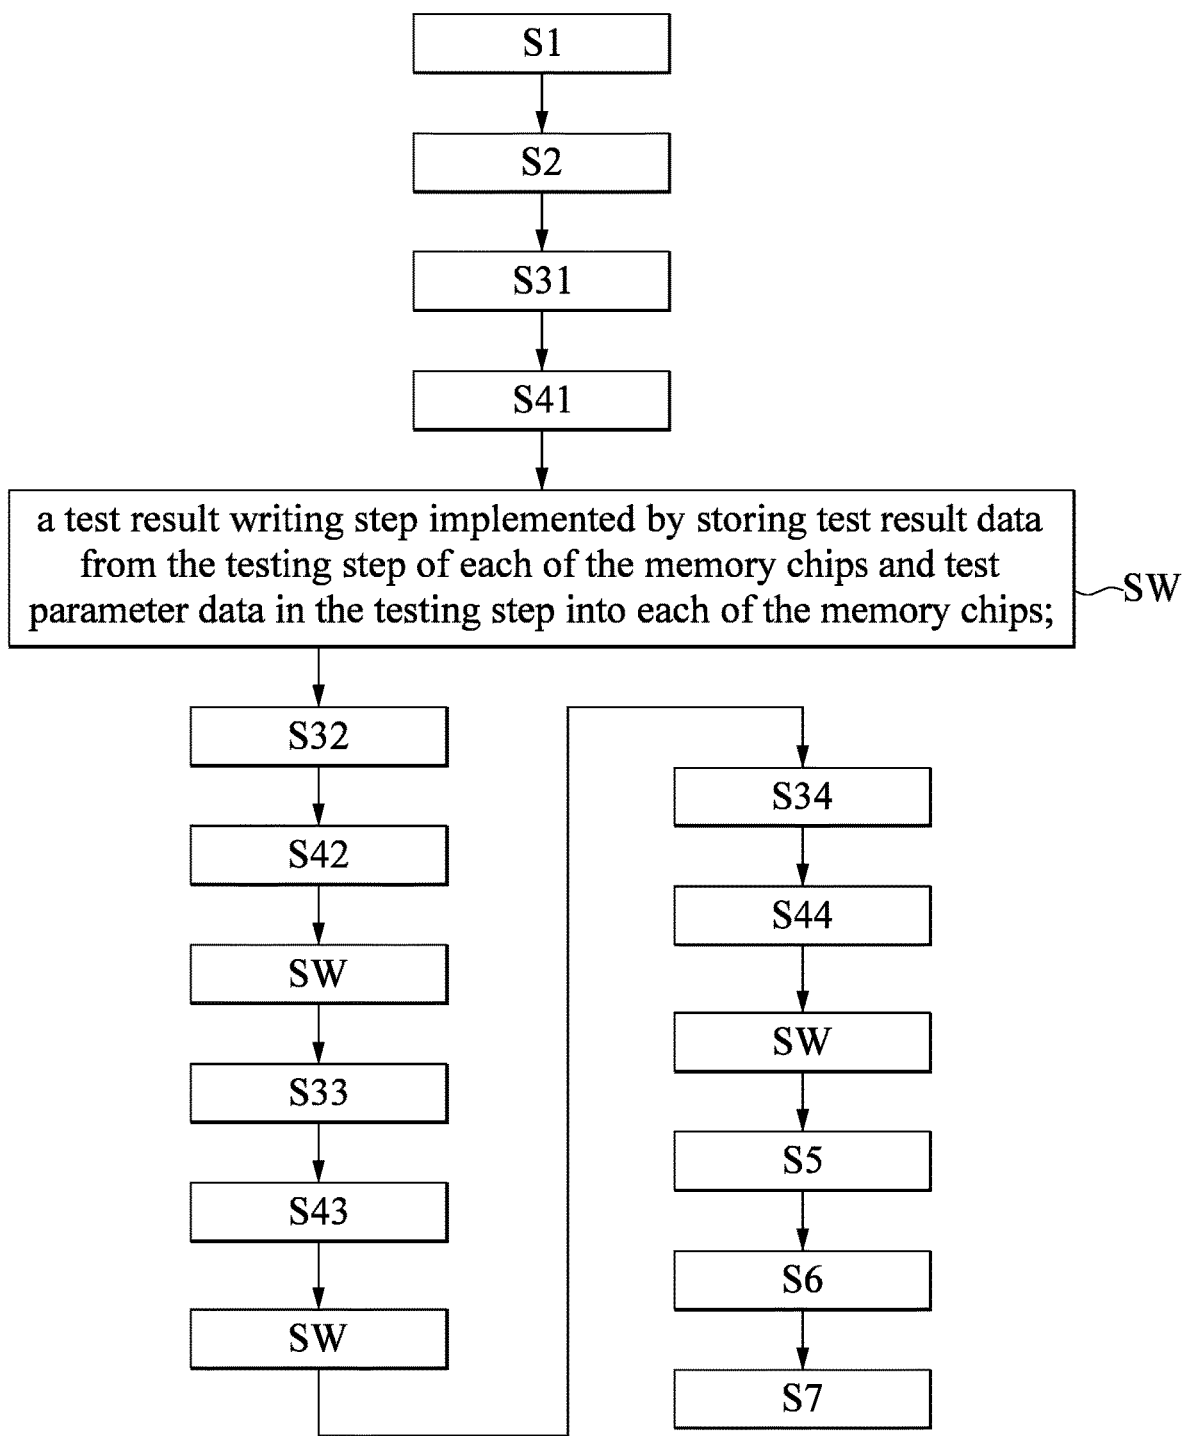 S1
S2
S31
S41
a test result writing step implemented by storing test result data
from the testing step of each of the memory chips and test
parameter data in the testing step into each of the memory chips;
SW
S32
S42
SW
S33
S43
SW
S34
S44
SW
S5
S6
S7